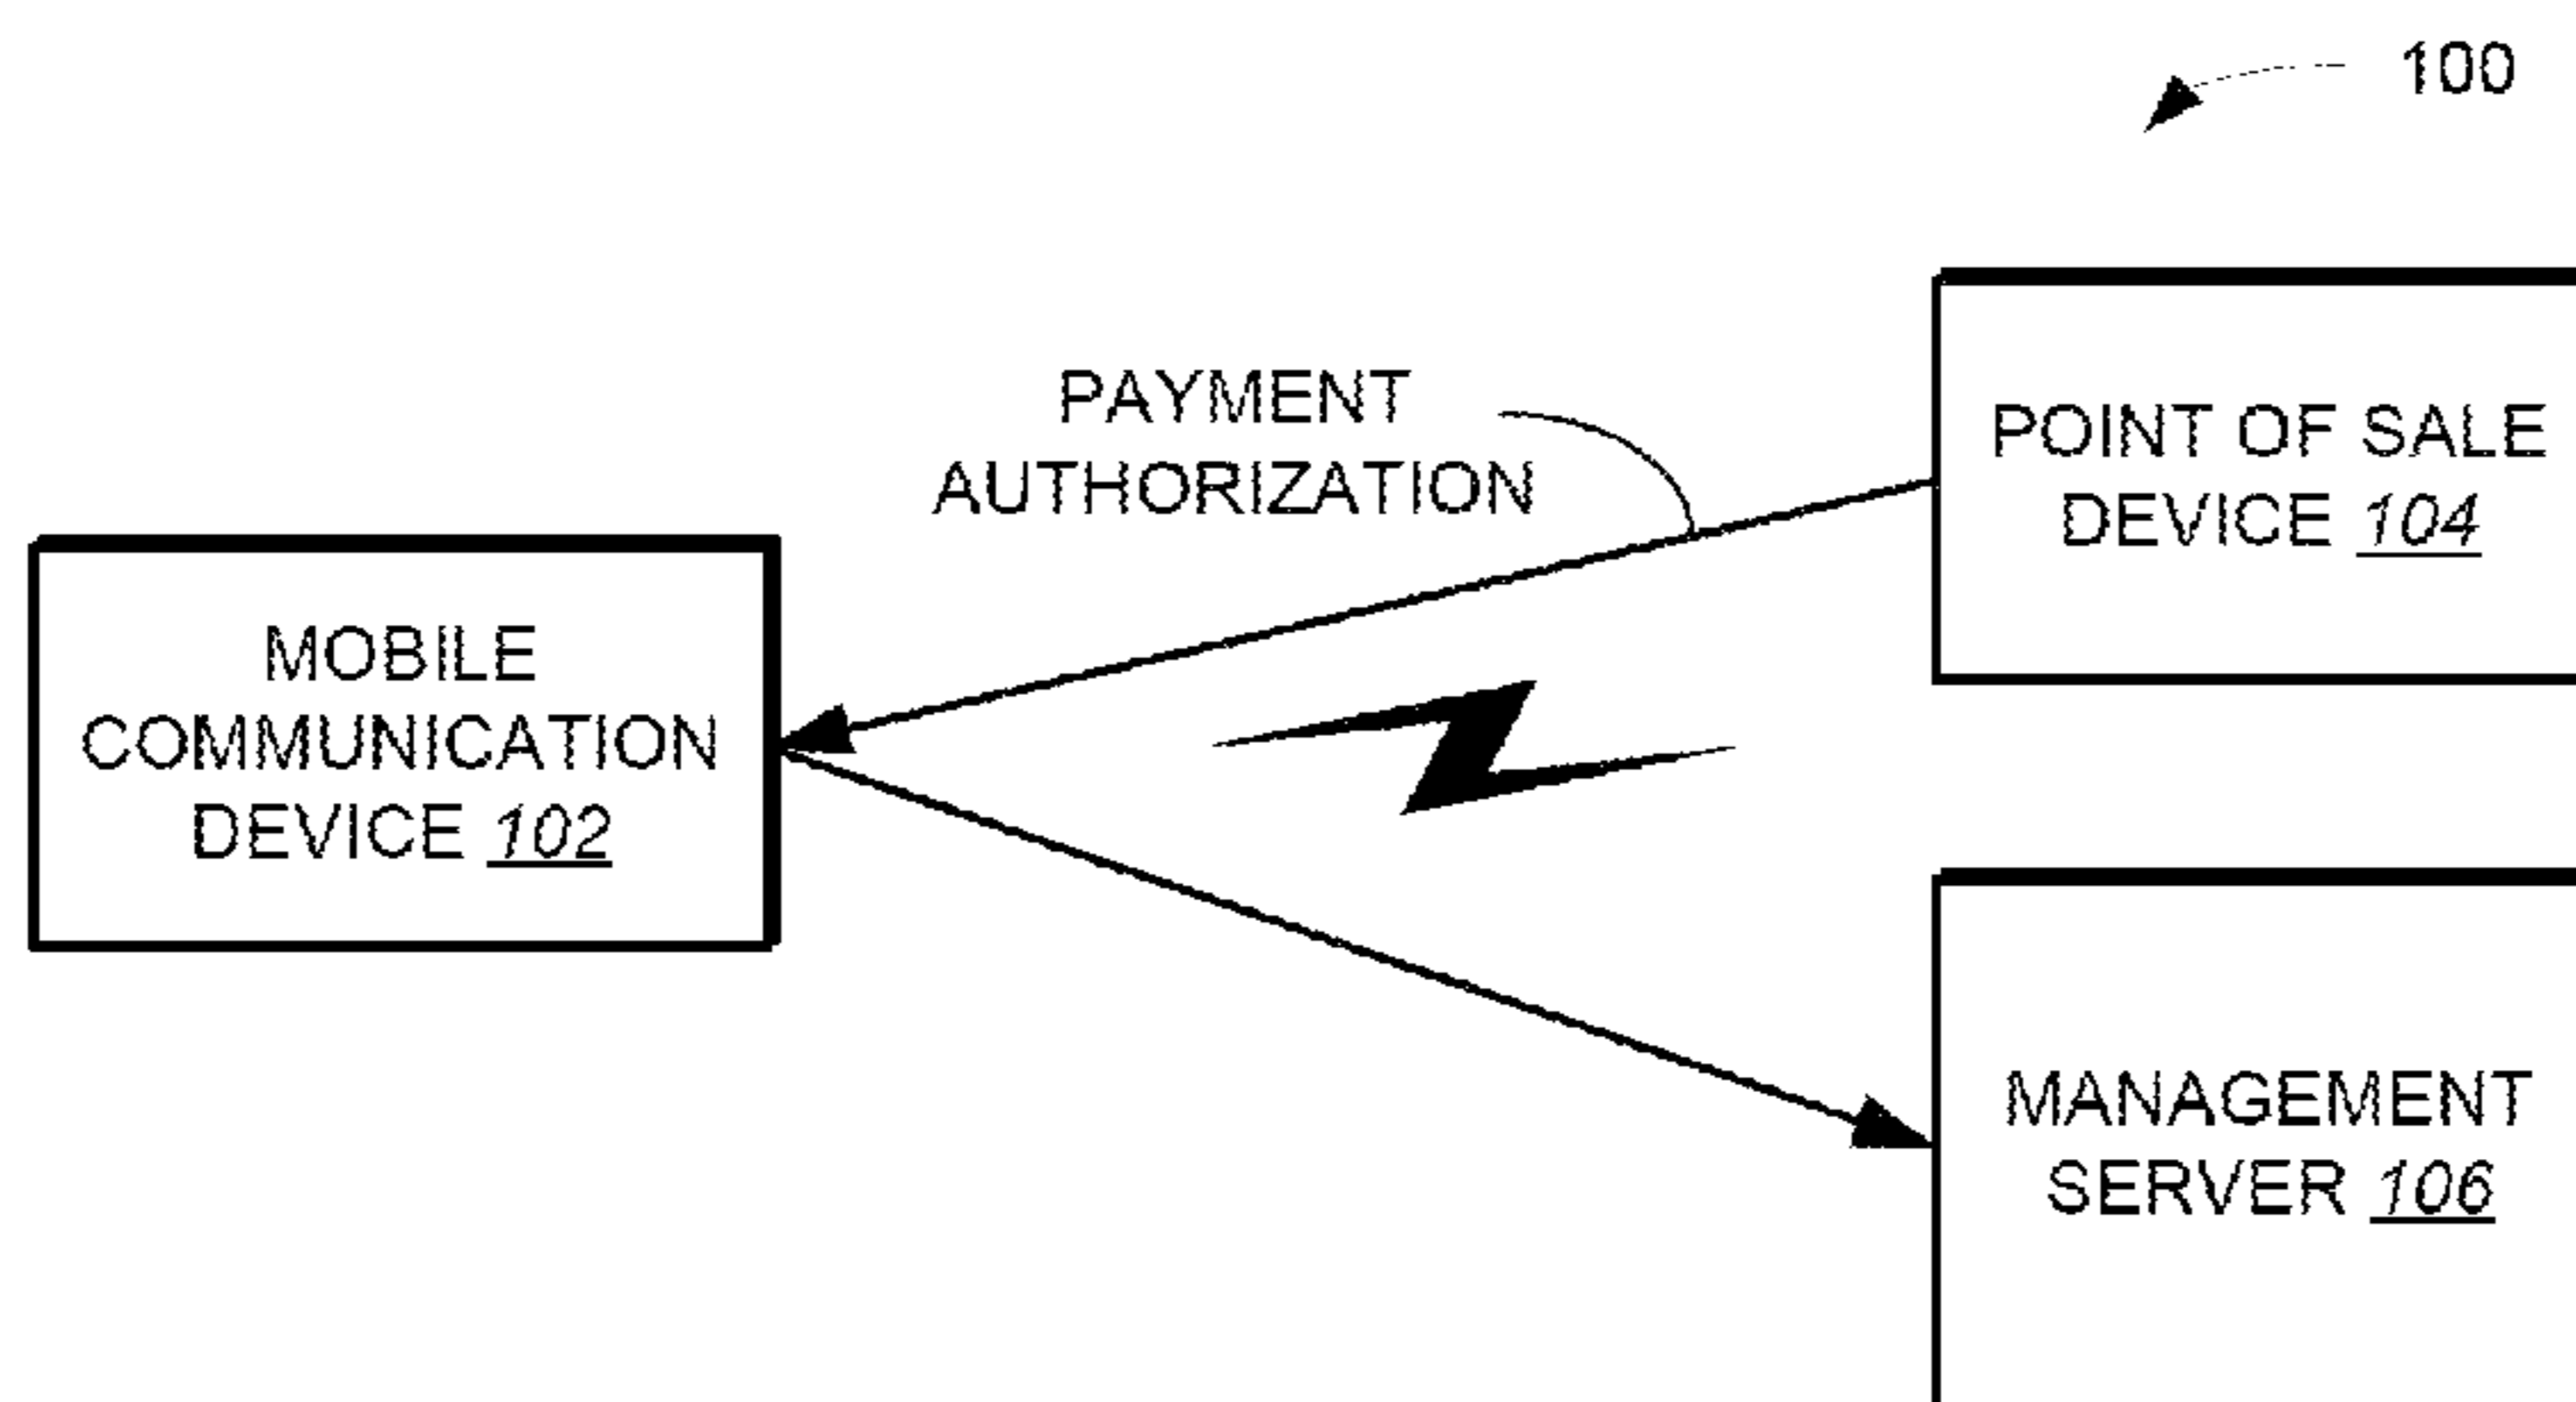 100
PAYMENT
AUTHORIZATION
POINT OF SALE
DEVICE 104
MOBILE
COMMUNICATION
DEVICE 102
MANAGEMENT
SERVER 106